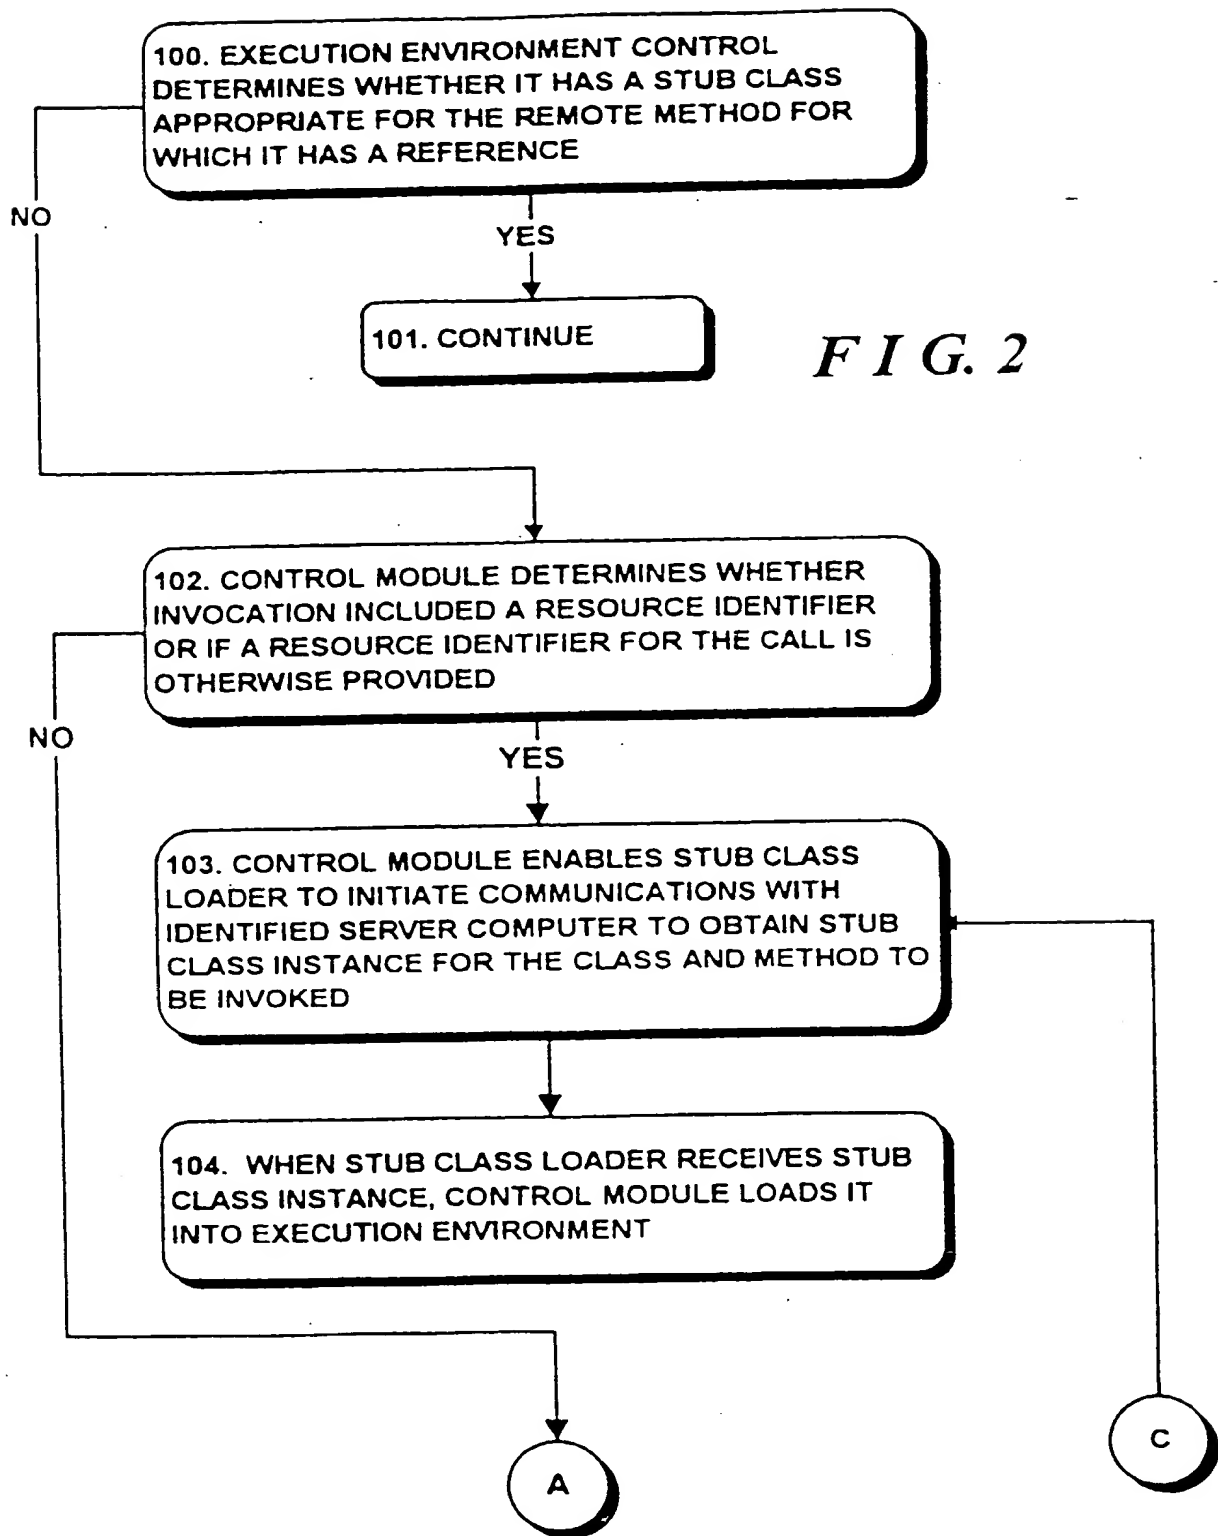 100. EXECUTION ENVIRONMENT CONTROL
DETERMINES WHETHER IT HAS A STUB CLASS
APPROPRIATE FOR THE REMOTE METHOD FOR
WHICH IT HAS A REFERENCE
NO
YES
101. CONTINUE
FIG. 2
102. CONTROL MODULE DETERMINES WHETHER
INVOCATION INCLUDED A RESOURCE IDENTIFIER
OR IF A RESOURCE IDENTIFIER FOR THE CALL IS
OTHERWISE PROVIDED
NO
YES
103. CONTROL MODULE ENABLES STUB CLASS
LOADER TO INITIATE COMMUNICATIONS WITH
IDENTIFIED SERVER COMPUTER TO OBTAIN STUB
CLASS INSTANCE FOR THE CLASS AND METHOD TO
BE INVOKED
104. WHEN STUB CLASS LOADER RECEIVES STUB
CLASS INSTANCE, CONTROL MODULE LOADS IT
INTO EXECUTION ENVIRONMENT
C
A